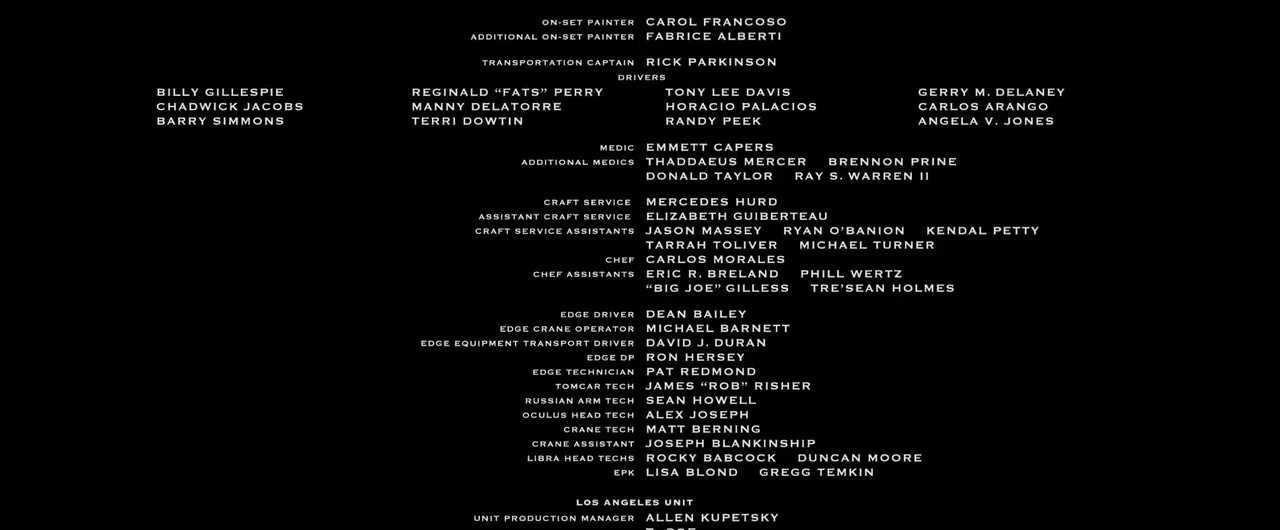 ON-SET PAINTER CAROL FRANCOSO
ADDITIONAL ON-SET PAINTER FABRICE ALBERTI
TRANSPORTATION CAPTAIN RICK PARKINSON
DRIVERS
BILLY GILLESPIE REGINALD “FATS” PERRY TONY LEE DAVIS GERRY M. DELANEY
CHADWICK JACOBS MANNY DELATORRE HORACIO PALACIOS CARLOS ARANGO
BARRY SIMMONS TERRI DOWTIN RANDY PEEK ANGELA V. JONES
MEDIC EMMETT CAPERS
ADDITIONAL MEDICS THADDAEUS MERCER BRENNON PRINE
DONALD TAYLOR RAY S. WARREN II
CRAFT SERVICE MERCEDES HURD
ASSISTANT CRAFT SERVICE ELIZABETH GUIBERTEAU
CRAFT SERVICE ASSISTANTS JASON MASSEY RYAN O’BANION KENDAL PETTY
TARRAH TOLIVER MICHAEL TURNER
CHEF CARLOS MORALES
CHEF ASSISTANTS ERIC R. BRELAND PHILL WERTZ
“BIG JOE” GILLESS TRE’SEAN HOLMES
EDGE DRIVER DEAN BAILEY
EDGE CRANE OPERATOR MICHAEL BARNETT
EDGE EQUIPMENT TRANSPORT DRIVER DAVID J. DURAN
EDGE DP RON HERSEY
EDGE TECHNICIAN PAT REDMOND
TOMCAR TECH JAMES “ROB” RISHER
RUSSIAN ARM TECH SEAN HOWELL
OCULUS HEAD TECH ALEX JOSEPH
CRANE TECH MATT BERNING
CRANE ASSISTANT JOSEPH BLANKINSHIP
LIBRA HEAD TECHS ROCKY BABCOCK DUNCAN MOORE
EPK LISA BLOND GREGG TEMKIN
LOS ANGELES UNIT
UNIT PRODUCTION MANAGER ALLEN KUPETSKY